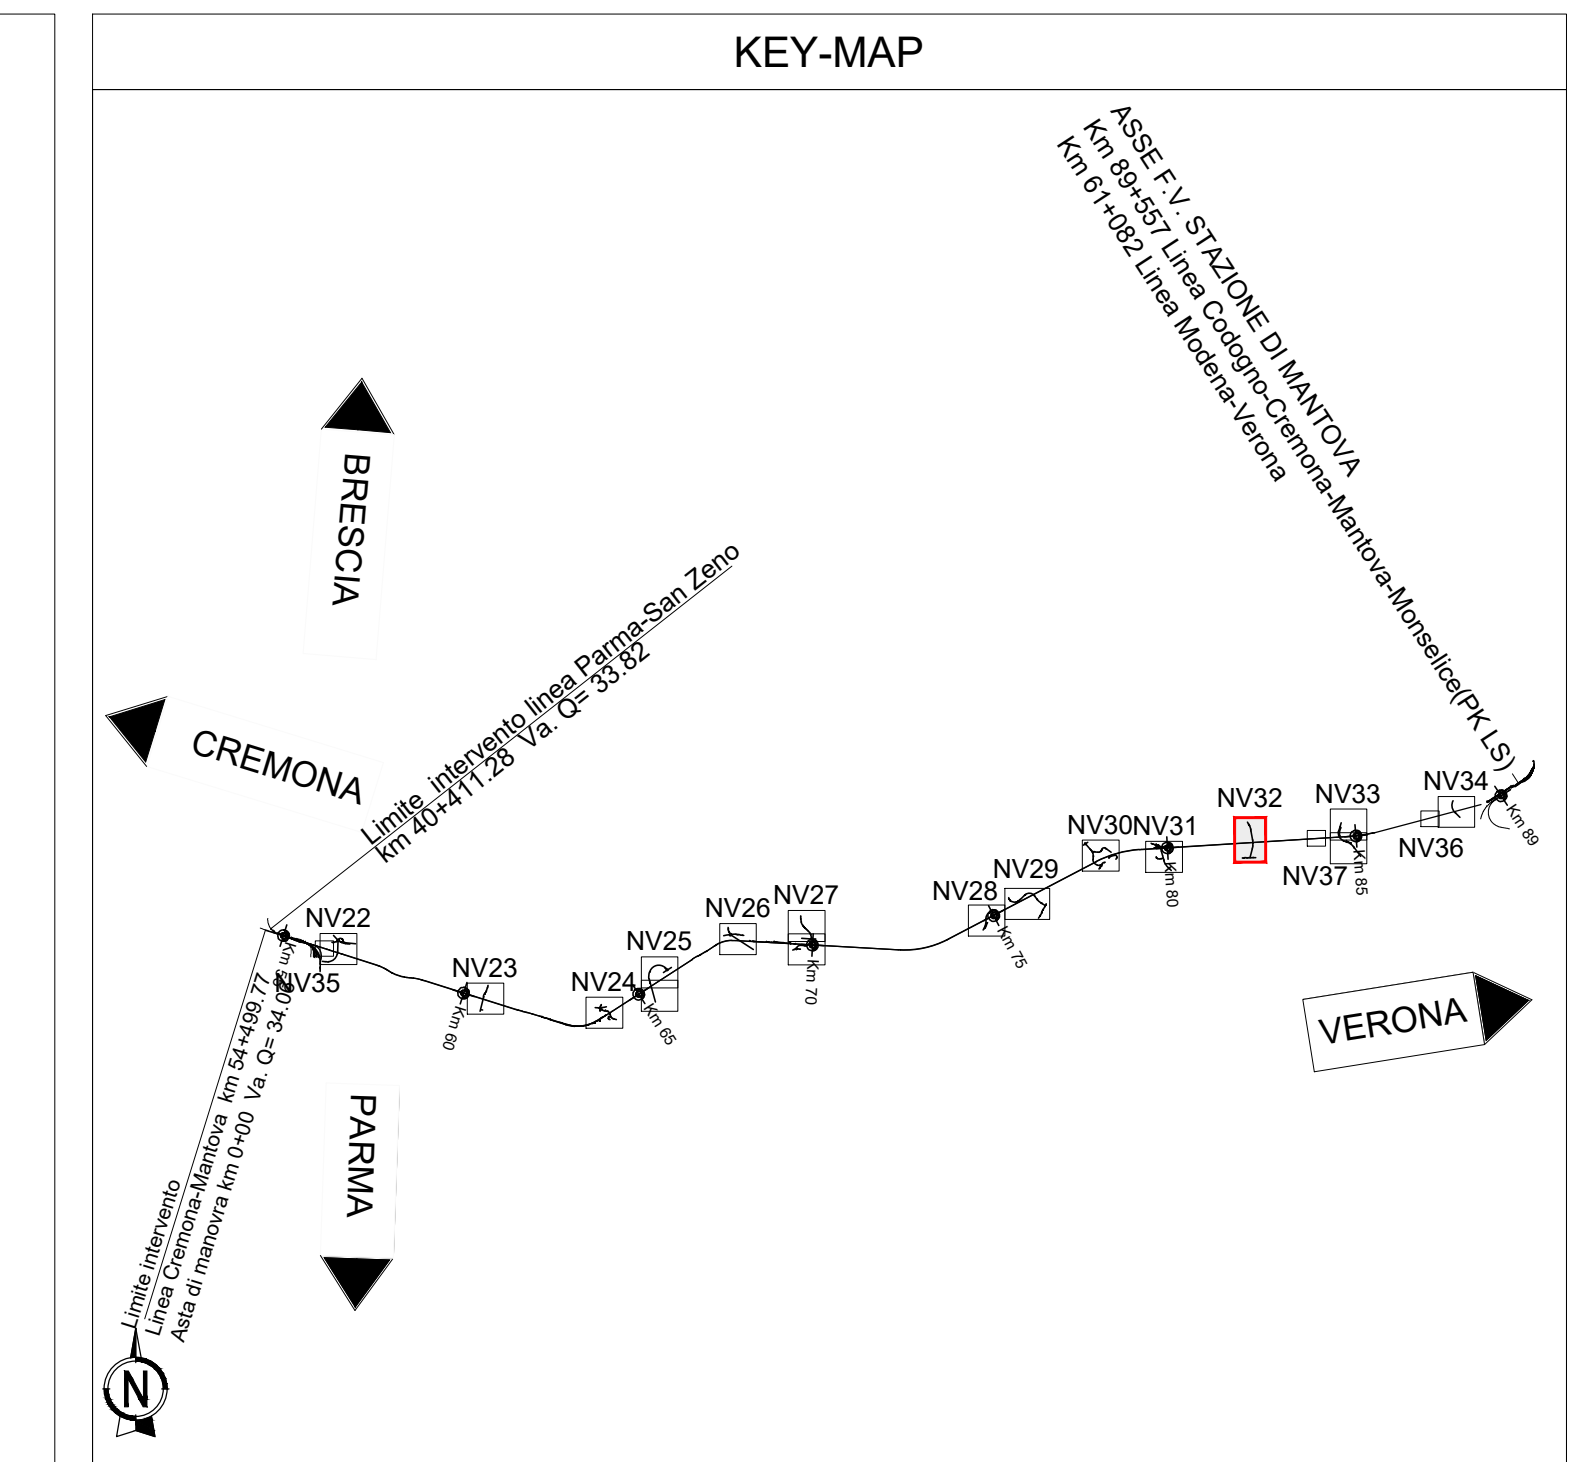 KEY-MAP
ASSE F.V. STAZIONE DI MANTOVA
Km 89+557 Linea Codogno-Cremona-Mantova-Monselice(PK LS)
Km 61+082 Linea Modena-Verona
BRESCIA
CREMONA
Limite intervento linea Parma-San Zeno
km 40+411.28 Va. Q= 33.82
NV34
NV33
NV32
NV31
NV30
NV29
NV28
NV27
NV26
NV25
NV24
NV23
NV22
NV35
NV36
NV37
Km 89
Km 85
Km 80
Km 75
Km 70
Km 65
Km 60
VERONA
PARMA
Limite intervento
Linea Cremona-Mantova km 54+499.77
Asta di manovra km 0+00 Va. Q=
N